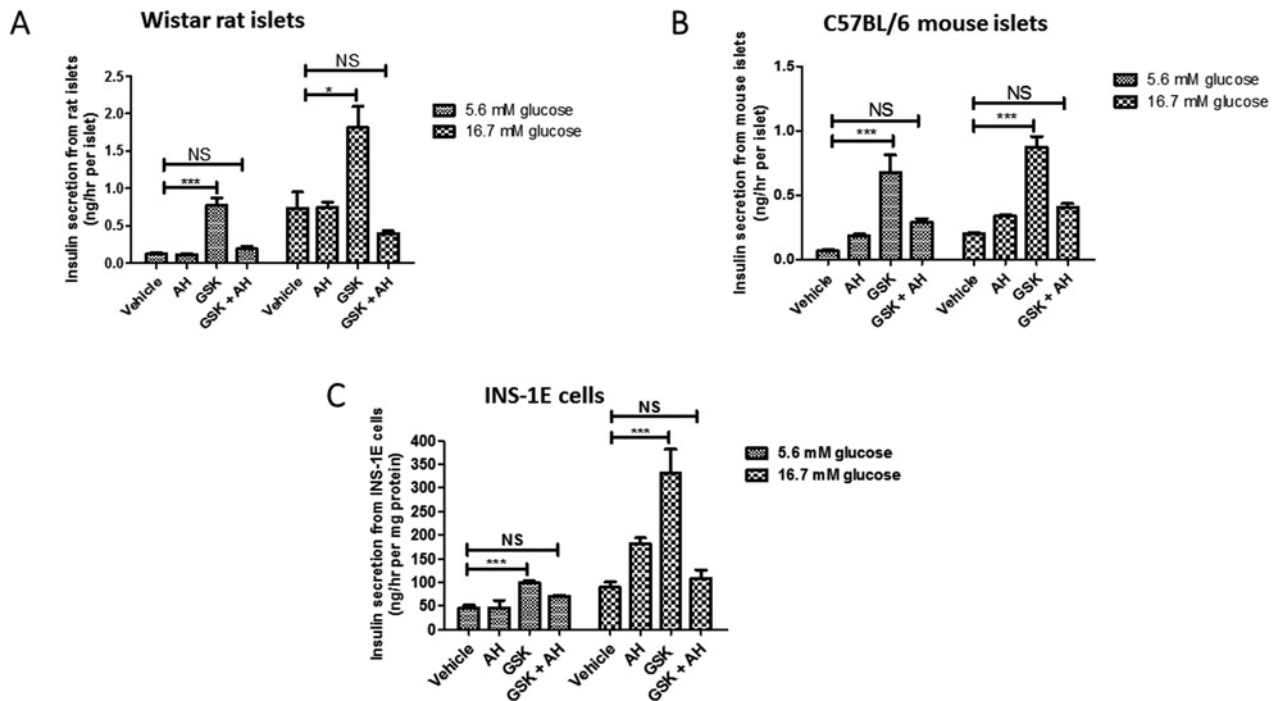 A
Wistar rat islets
Insulin secretion from rat islets
(ng/hr per islet)
2.5
2.0
1.5
1.0
0.5
0.0
NS
***
NS
*
Vehicle
AH
GSK
GSK + AH
Vehicle
AH
GSK
GSK + AH
5.6 mM glucose
16.7 mM glucose
B
C57BL/6 mouse islets
Insulin secretion from mouse islets
(ng/hr per islet)
1.5
1.0
0.5
0.0
NS
***
NS
***
Vehicle
AH
GSK
GSK + AH
Vehicle
AH
GSK
GSK + AH
5.6 mM glucose
16.7 mM glucose
C
INS-1E cells
Insulin secretion from INS-1E cells
(ng/hr per mg protein)
400
350
300
250
200
150
100
50
0
NS
***
NS
***
Vehicle
AH
GSK
GSK + AH
Vehicle
AH
GSK
GSK + AH
5.6 mM glucose
16.7 mM glucose